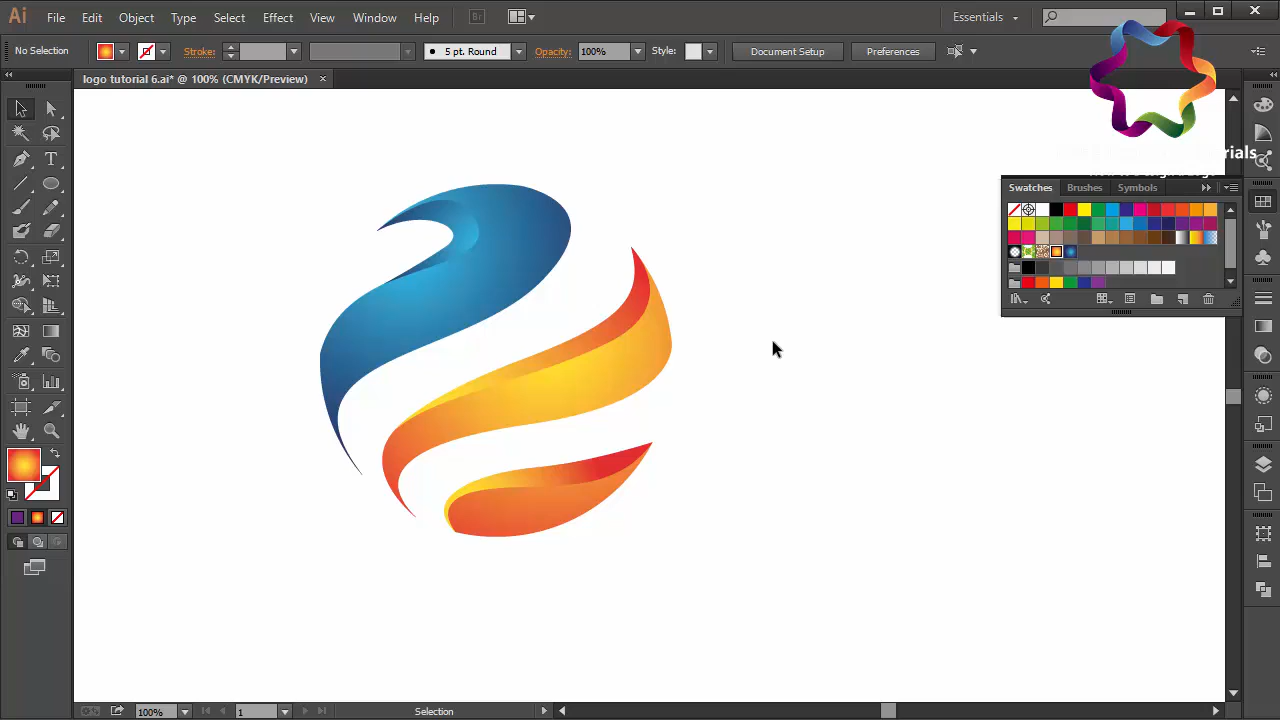 Ai File Edit Object Type Select Effect View Window Help Br Essentials
No Selection Stroke: 5 pt. Round Opacity: 100% Style: Document Setup Preferences
logo tutorial 6.ai* @ 100% (CMYK/Preview)
Swatches Brushes Symbols
100% 1 Selection